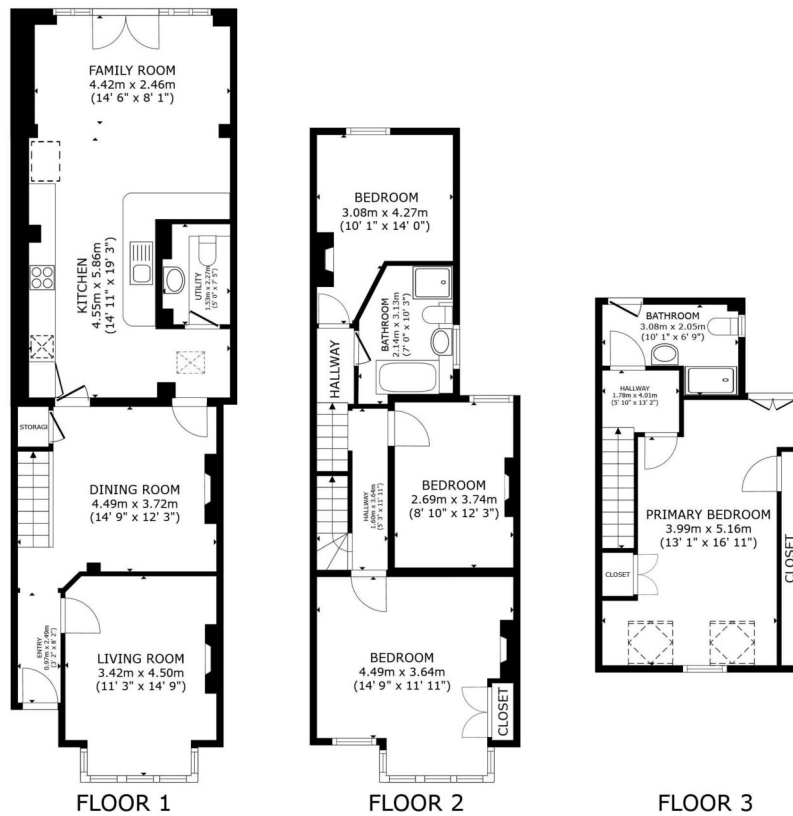 FAMILY ROOM
4.42m x 2.46m
(14' 6" x 8' 1")
KITCHEN
4.55m x 5.86m
(14' 11" x 19' 3")
UTILITY
1.53m x 2.27m
(5' 0" x 7' 5")
STORAGE
DINING ROOM
4.49m x 3.72m
(14' 9" x 12' 3")
ENTRY
0.97m x 2.49m
(3' 2" x 8' 2")
LIVING ROOM
3.42m x 4.50m
(11' 3" x 14' 9")
FLOOR 1
BEDROOM
3.08m x 4.27m
(10' 1" x 14' 0")
BATHROOM
2.14m x 3.13m
(7' 0" x 10' 3")
HALLWAY
HALLWAY
1.60m x 3.64m
(5' 3" x 11' 11")
BEDROOM
2.69m x 3.74m
(8' 10" x 12' 3")
BEDROOM
4.49m x 3.64m
(14' 9" x 11' 11")
CLOSET
FLOOR 2
BATHROOM
3.08m x 2.05m
(10' 1" x 6' 9")
HALLWAY
1.78m x 4.01m
(5' 10" x 13' 2")
PRIMARY BEDROOM
3.99m x 5.16m
(13' 1" x 16' 11")
CLOSET
CLOSET
FLOOR 3